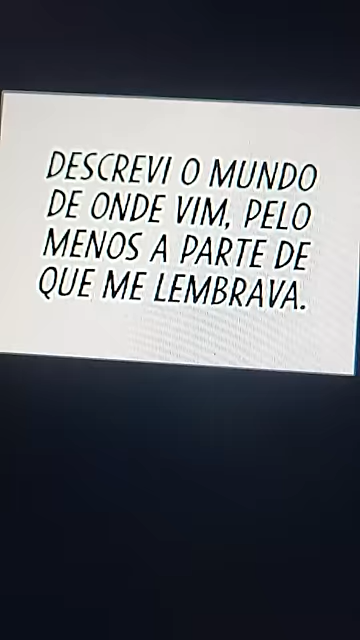 DESCREVI O MUNDO
DE ONDE VIM, PELO
MENOS A PARTE DE
QUE ME LEMBRAVA.